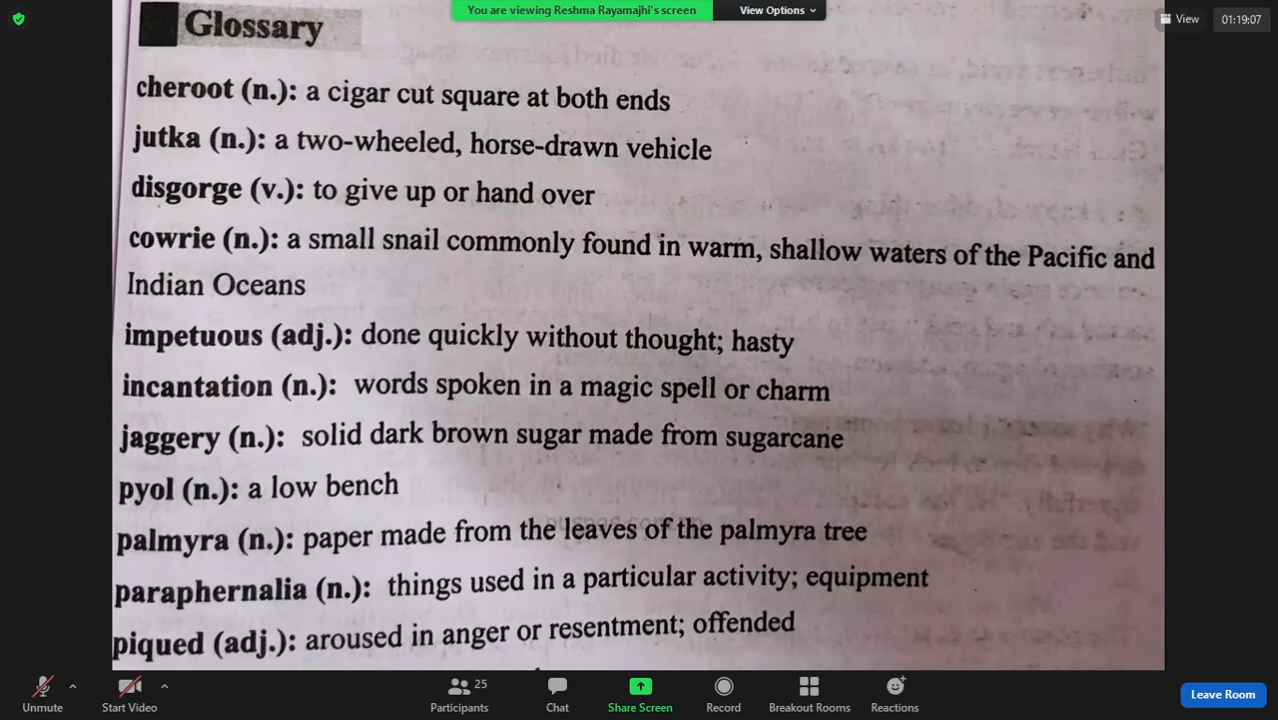 You are viewing Reshma Rayamajhi's screen
View Options
View
01:19:07
Glossary
cheroot (n.): a cigar cut square at both ends
jutka (n.): a two-wheeled, horse-drawn vehicle
disgorge (v.): to give up or hand over
cowrie (n.): a small snail commonly found in warm, shallow waters of the Pacific and
Indian Oceans
impetuous (adj.): done quickly without thought; hasty
incantation (n.): words spoken in a magic spell or charm
jaggery (n.): solid dark brown sugar made from sugarcane
pyol (n.): a low bench
palmyra (n.): paper made from the leaves of the palmyra tree
paraphernalia (n.): things used in a particular activity; equipment
piqued (adj.): aroused in anger or resentment; offended
25
Unmute
Start Video
Participants
Chat
Share Screen
Record
Breakout Rooms
Reactions
Leave Room